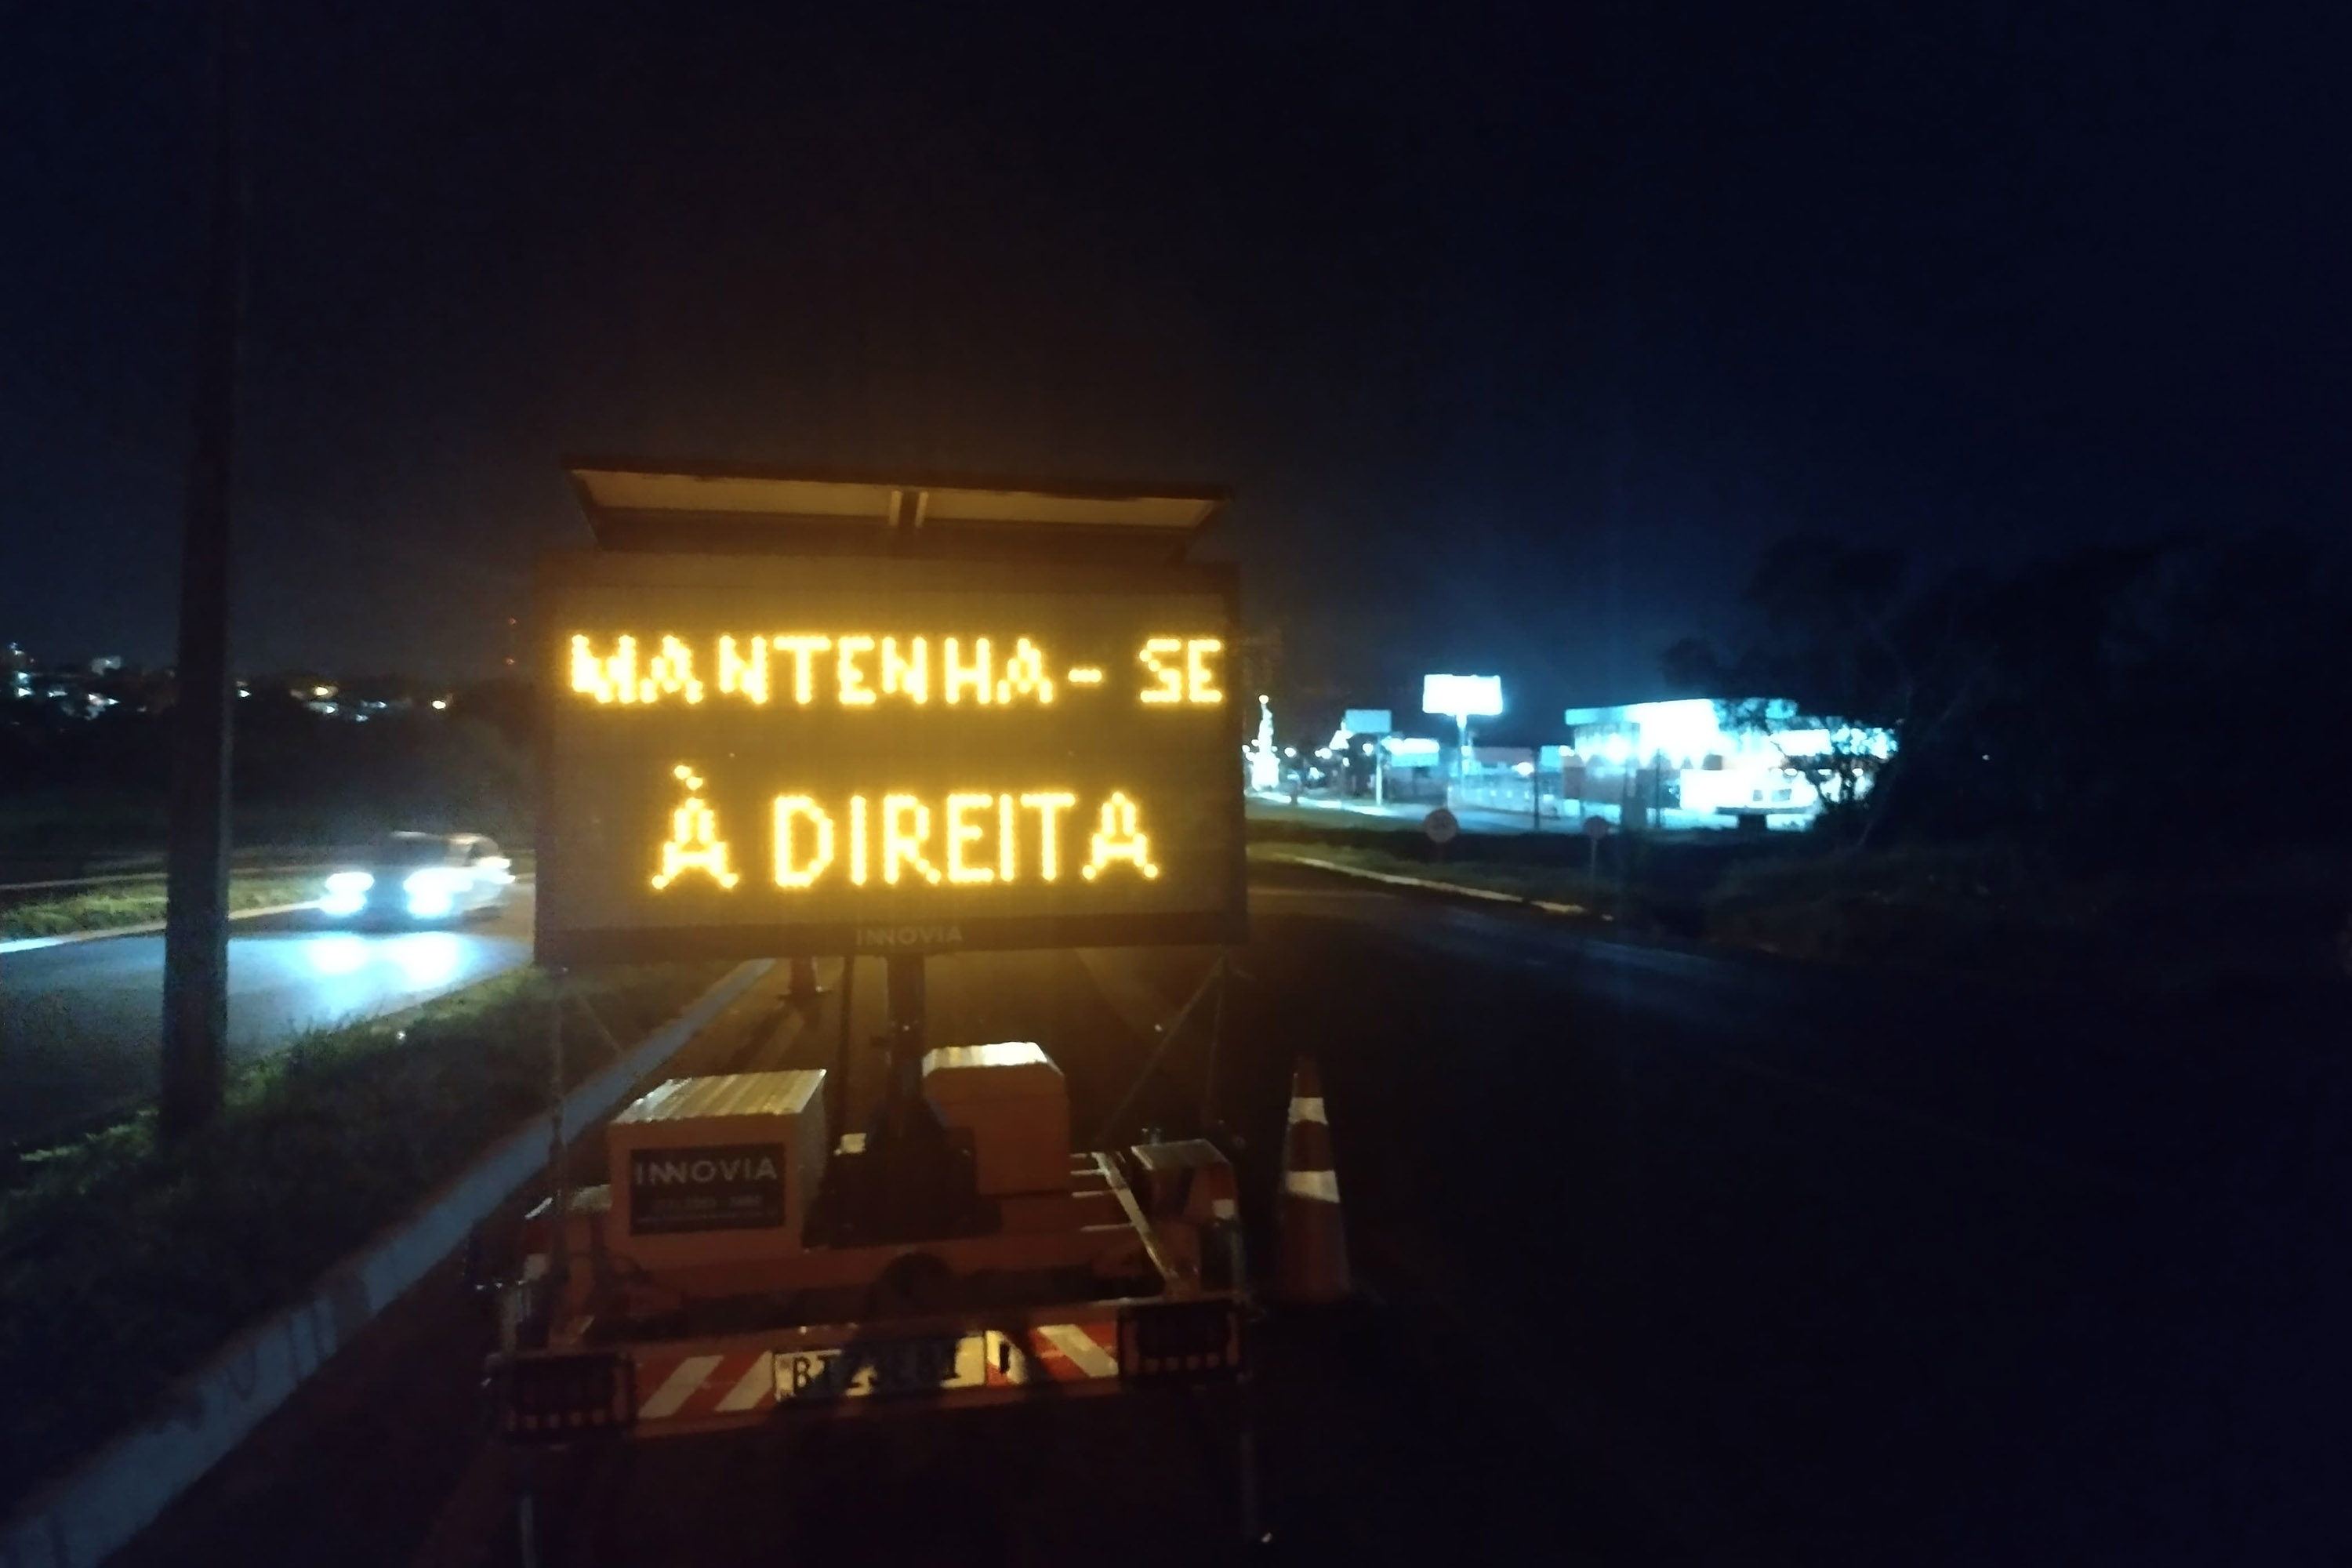 MANTENHA- SE
À DIREITA
INNOVIA
INNOVIA